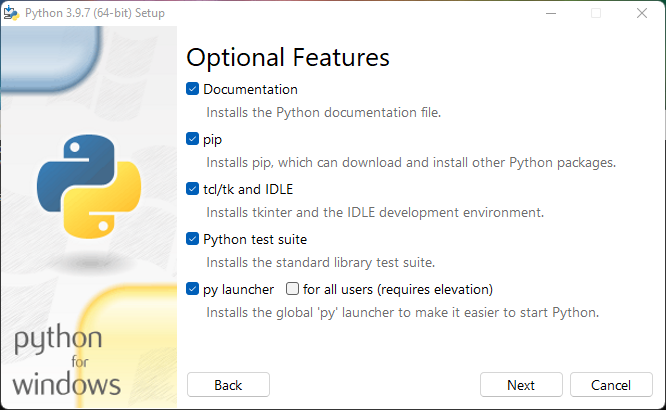 Python 3.9.7 (64-bit) Setup
Optional Features
Documentation
Installs the Python documentation file.
pip
Installs pip, which can download and install other Python packages.
tcl/tk and IDLE
Installs tkinter and the IDLE development environment.
Python test suite
Installs the standard library test suite.
py launcher for all users (requires elevation)
Installs the global 'py' launcher to make it easier to start Python.
python
for
windows
Back Next Cancel